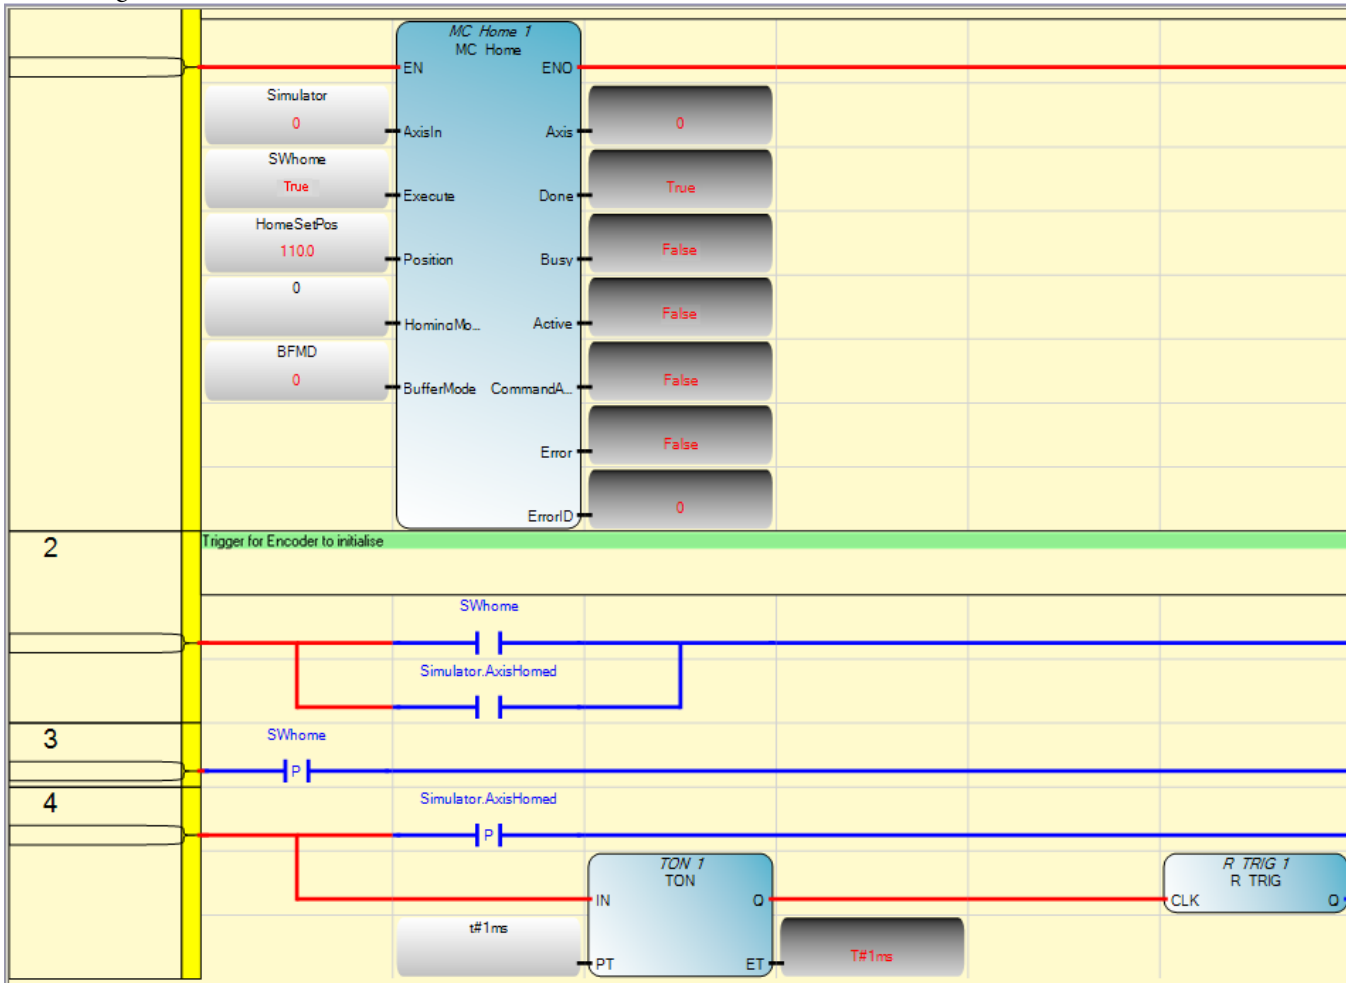 MC Home 1
MC Home
EN ENO
Simulator
0
AxisIn Axis
0
SWhome
True
Execute Done
True
HomeSetPos
110.0
Position Busy
False
0
HomingMo... Active
False
BFMD
0
BufferMode CommandA...
False
Error
False
ErrorID
0
2
Trigger for Encoder to initialise
SWhome
Simulator.AxisHomed
3
SWhome
P
4
Simulator.AxisHomed
P
TON 1
TON
IN Q
R TRIG 1
R TRIG
CLK Q
t#1ms
PT ET
T#1ms